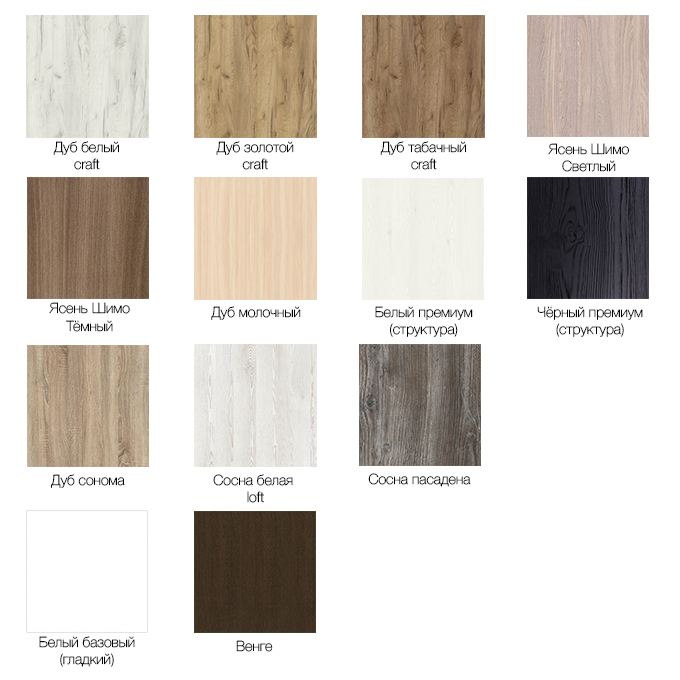 Дуб белый
craft
Дуб золотой
craft
Дуб табачный
craft
Ясень Шимо
Светлый
Ясень Шимо
Тёмный
Дуб молочный
Белый премиум
(структура)
Чёрный премиум
(структура)
Дуб сонома
Сосна белая
loft
Сосна пасадена
Белый базовый
(гладкий)
Венге